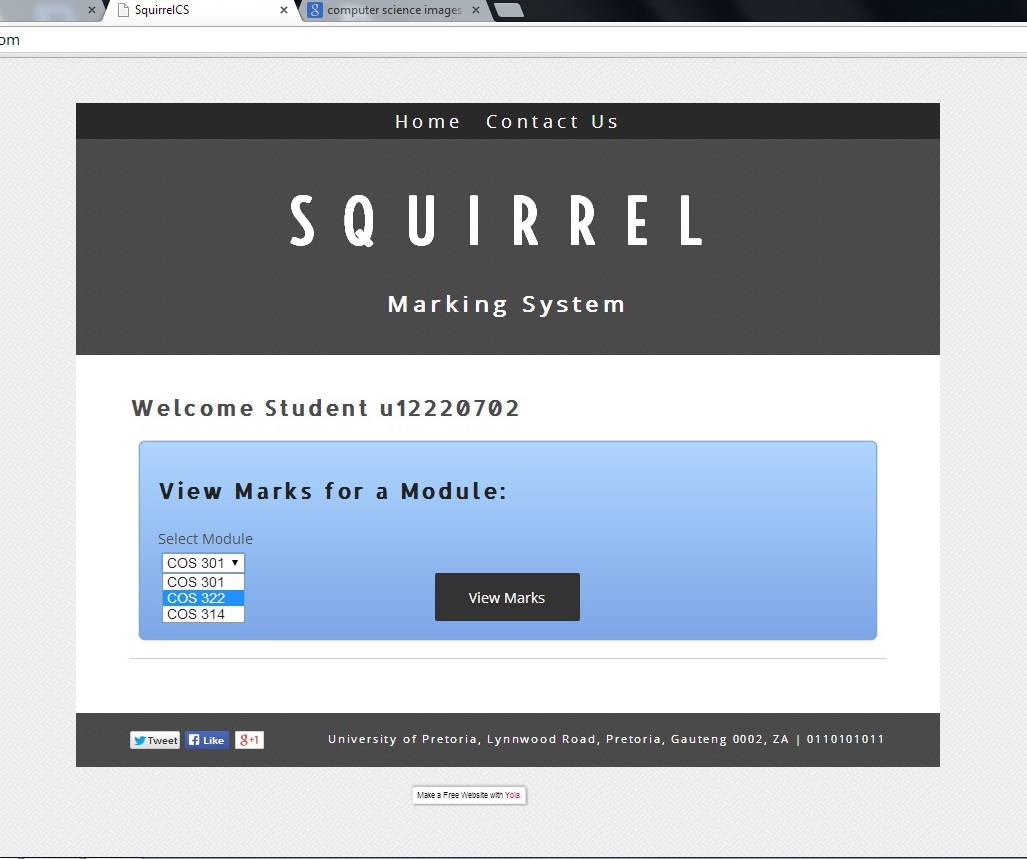 SquirrelCS
computer science images
om
Home Contact Us
SQUIRREL
Marking System
Welcome Student u12220702
View Marks for a Module:
Select Module
COS 301
COS 301
COS 322
COS 314
View Marks
Tweet Like g+1
University of Pretoria, Lynnwood Road, Pretoria, Gauteng 0002, ZA | 0110101011
Make a Free Website with Yola.